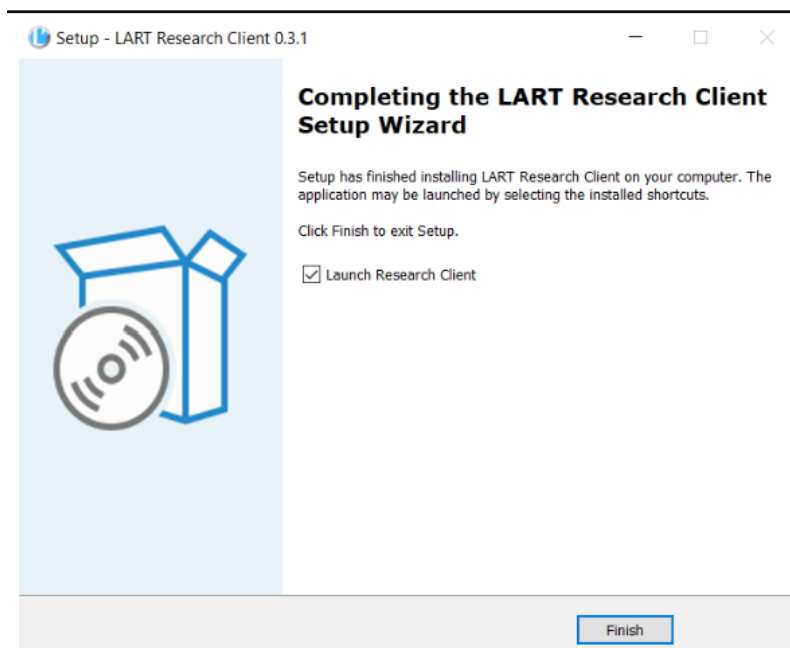 Setup - LART Research Client 0.3.1
Completing the LART Research Client
Setup Wizard
Setup has finished installing LART Research Client on your computer. The
application may be launched by selecting the installed shortcuts.
Click Finish to exit Setup.
Launch Research Client
Finish